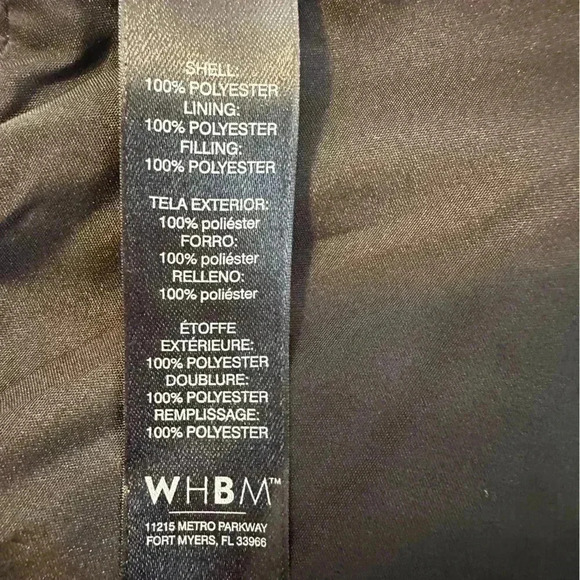 SHELL:
100% POLYESTER
LINING:
100% POLYESTER
FILLING:
100% POLYESTER
TELA EXTERIOR:
100% poliéster
FORRO:
100% poliéster
RELLENO:
100% poliéster
ÉTOFFE
EXTÉRIEURE:
100% POLYESTER
DOUBLURE:
100% POLYESTER
REMPLISSAGE:
100% POLYESTER
WHBM™
11215 METRO PARKWAY
FORT MYERS, FL 33966